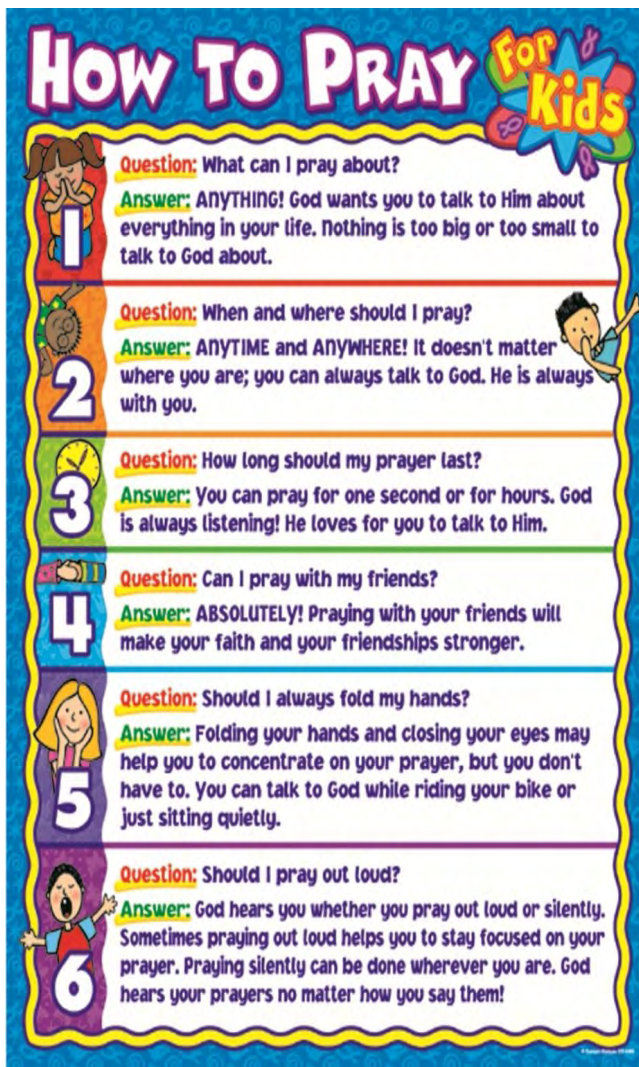 How to Pray
For
Kids
1
Question: What can I pray about?
Answer: ANYTHING! God wants you to talk to Him about
everything in your life. Nothing is too big or too small to
talk to God about.
2
Question: When and where should I pray?
Answer: ANYTIME and ANYWHERE! It doesn't matter
where you are; you can always talk to God. He is always
with you.
3
Question: How long should my prayer last?
Answer: You can pray for one second or for hours. God
is always listening! He loves for you to talk to Him.
4
Question: Can I pray with my friends?
Answer: ABSOLUTELY! Praying with your friends will
make your faith and your friendships stronger.
5
Question: Should I always fold my hands?
Answer: Folding your hands and closing your eyes may
help you to concentrate on your prayer, but you don't
have to. You can talk to God while riding your bike or
just sitting quietly.
6
Question: Should I pray out loud?
Answer: God hears you whether you pray out loud or silently.
Sometimes praying out loud helps you to stay focused on your
prayer. Praying silently can be done wherever you are. God
hears your prayers no matter how you say them!